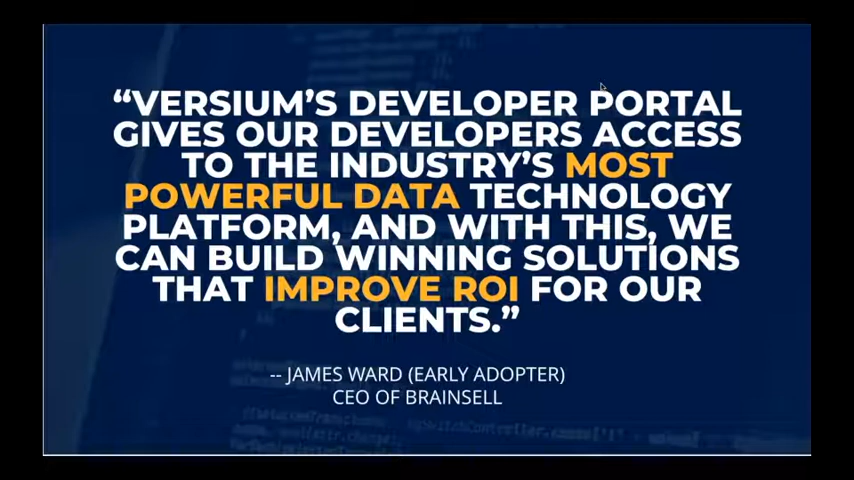 “VERSIUM’S DEVELOPER PORTAL
GIVES OUR DEVELOPERS ACCESS
TO THE INDUSTRY’S MOST
POWERFUL DATA TECHNOLOGY
PLATFORM, AND WITH THIS, WE
CAN BUILD WINNING SOLUTIONS
THAT IMPROVE ROI FOR OUR
CLIENTS.”
-- JAMES WARD (EARLY ADOPTER)
CEO OF BRAINSELL